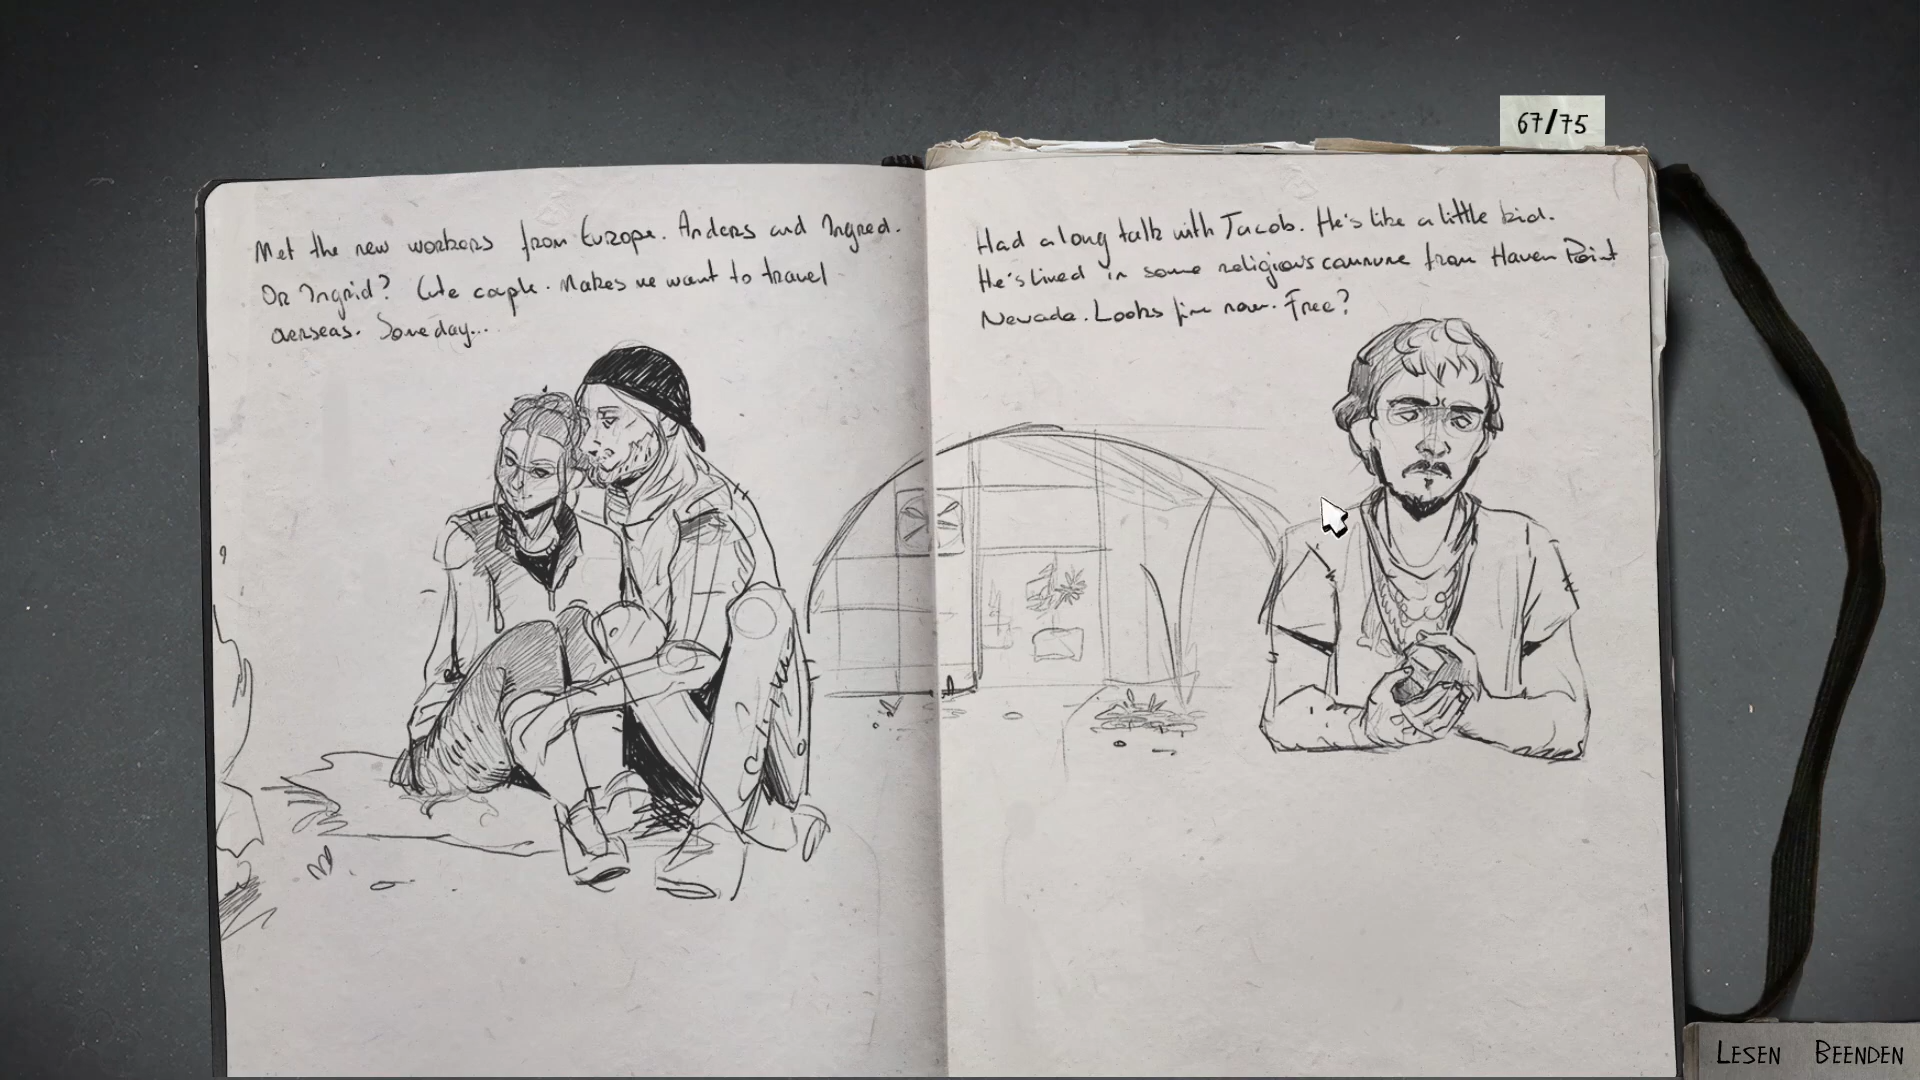 67/75
Met the new workers from Europe. Anders and Ingred.
Or Ingrid? Cute couple. Makes me want to travel
overseas. Someday...
Had a long talk with Jacob. He's like a little kid.
He's lived in some religious commune from Haven Point
Nevada. Looks fine now. Free?
LESEN BEENDEN